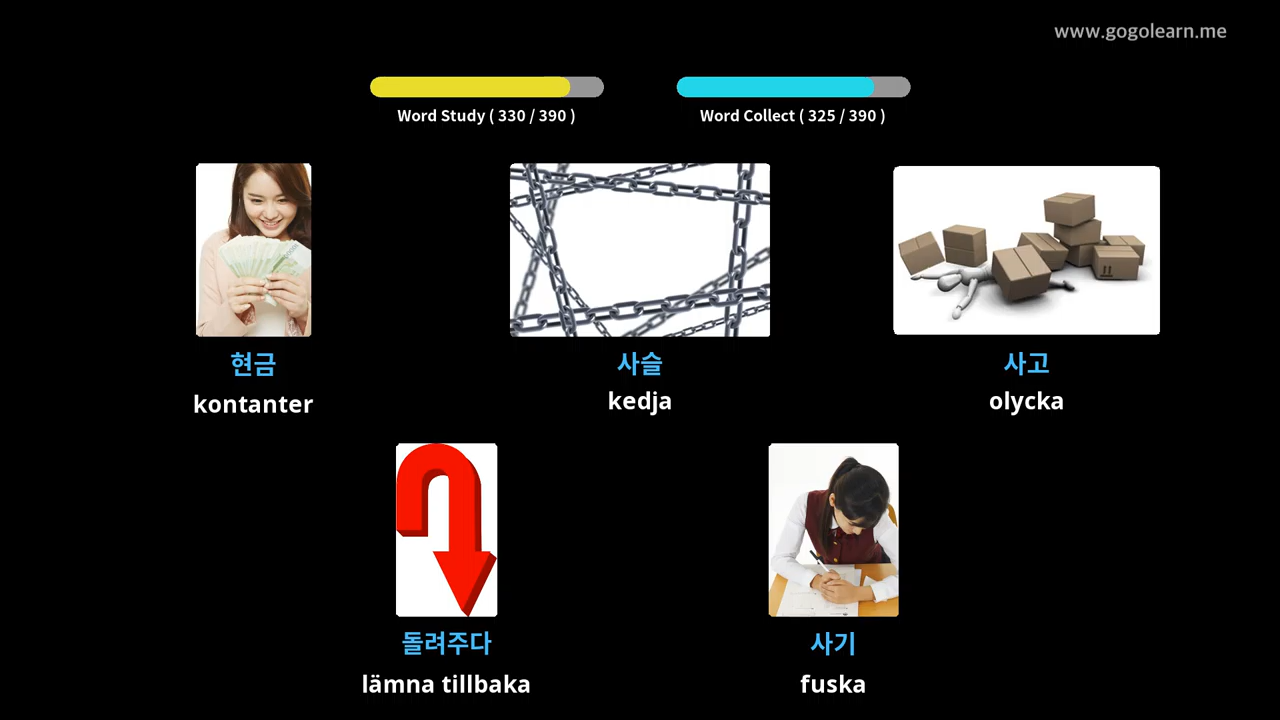 www.gogolearn.me
Word Study ( 330 / 390 )
Word Collect ( 325 / 390 )
현금
kontanter
사슬
kedja
사고
olycka
돌려주다
lämna tillbaka
사기
fuska